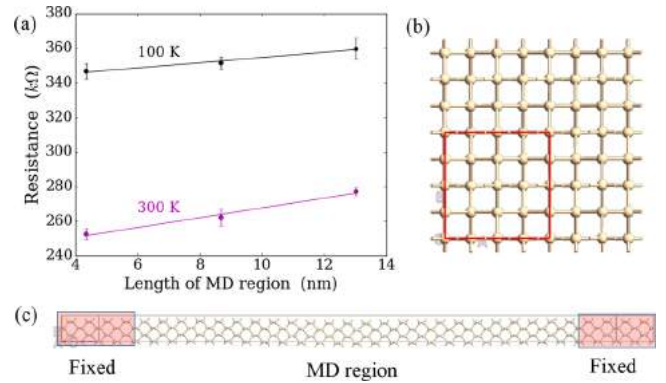 (a)
380
360
340
320
300
280
260
240
Resistance (kΩ)
100 K
300 K
4
6
8
10
12
14
Length of MD region (nm)
(b)
(c)
Fixed
MD region
Fixed